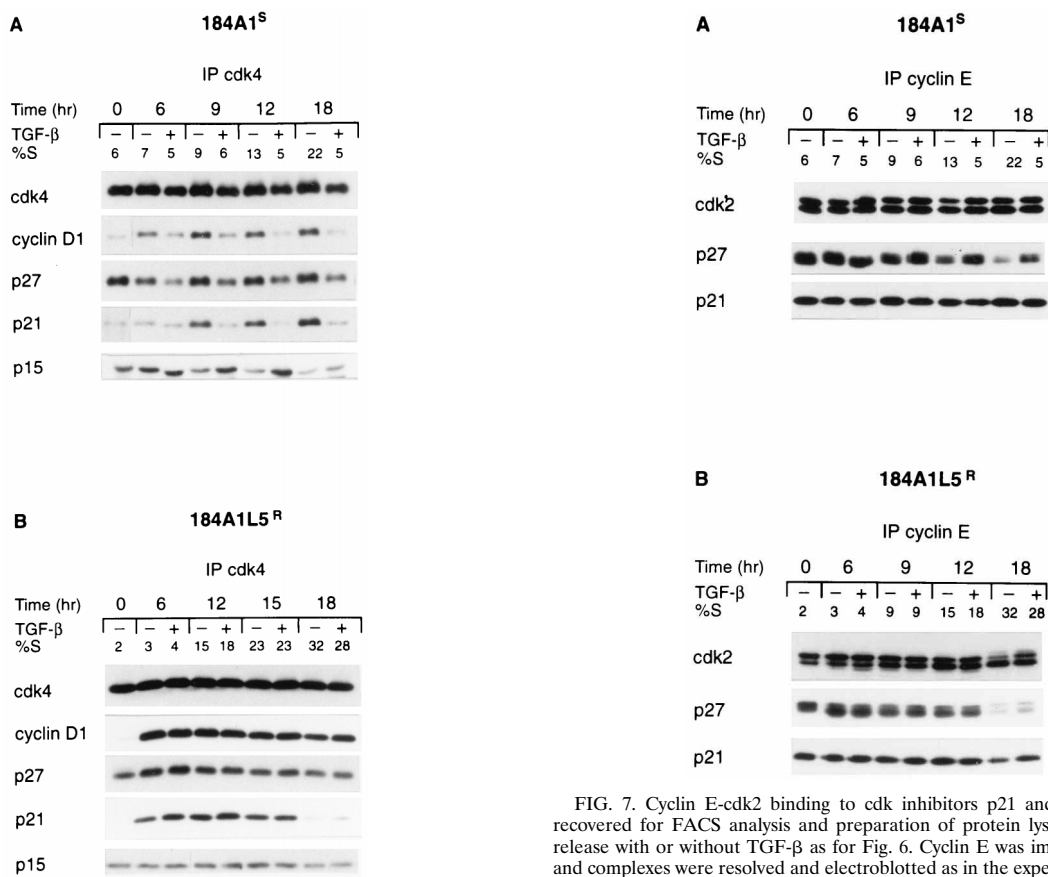 A 184A1S
IP cdk4
Time (hr) 0 6 9 12 18
TGF-β – – + – + – + – +
%S 6 7 5 9 6 13 5 22 5
cdk4
cyclin D1
p27
p21
p15
B 184A1L5 R
IP cdk4
Time (hr) 0 6 12 15 18
TGF-β – – + – + – + – +
%S 2 3 4 15 18 23 23 32 28
cdk4
cyclin D1
p27
p21
p15
A 184A1S
IP cyclin E
Time (hr) 0 6 9 12 18
TGF-β – – + – + – + – +
%S 6 7 5 9 6 13 5 22 5
cdk2
p27
p21
B 184A1L5 R
IP cyclin E
Time (hr) 0 6 9 12 18
TGF-β – – + – + – + – +
%S 2 3 4 9 9 15 18 32 28
cdk2
p27
p21
FIG. 7. Cyclin E-cdk2 binding to cdk inhibitors p21 and
recovered for FACS analysis and preparation of protein lys
release with or without TGF-β as for Fig. 6. Cyclin E was im
and complexes were resolved and electroblotted as in the expe